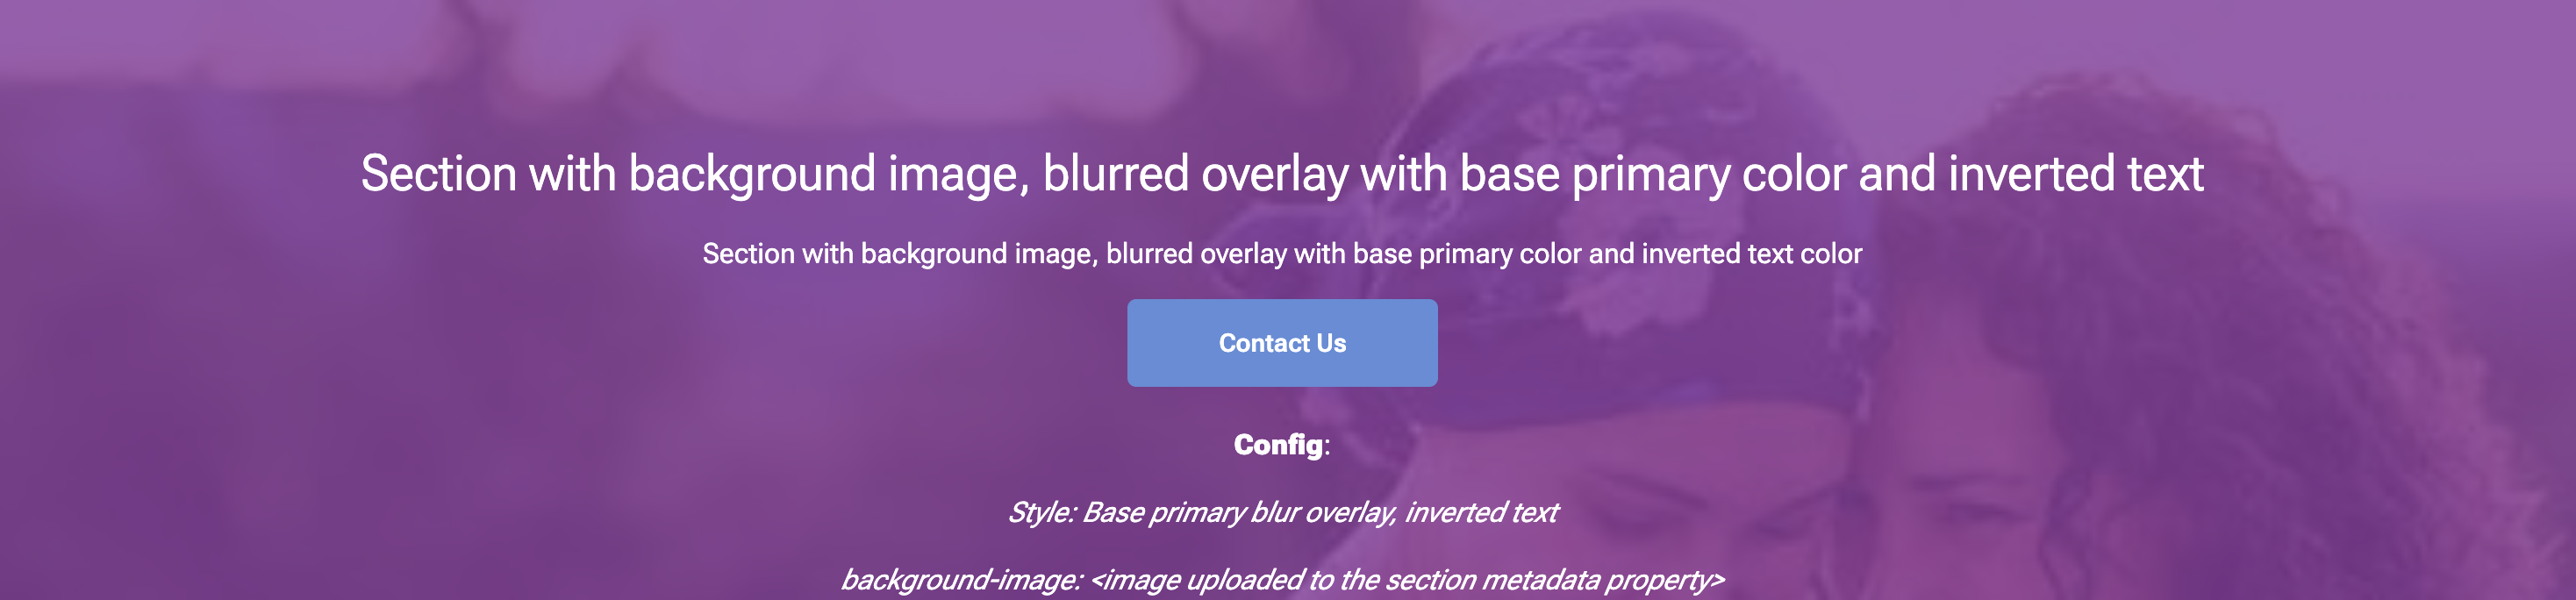 Section with background image, blurred overlay with base primary color and inverted text
Section with background image, blurred overlay with base primary color and inverted text color
Contact Us
Config:
Style: Base primary blur overlay, inverted text
background-image: <image uploaded to the section metadata property>